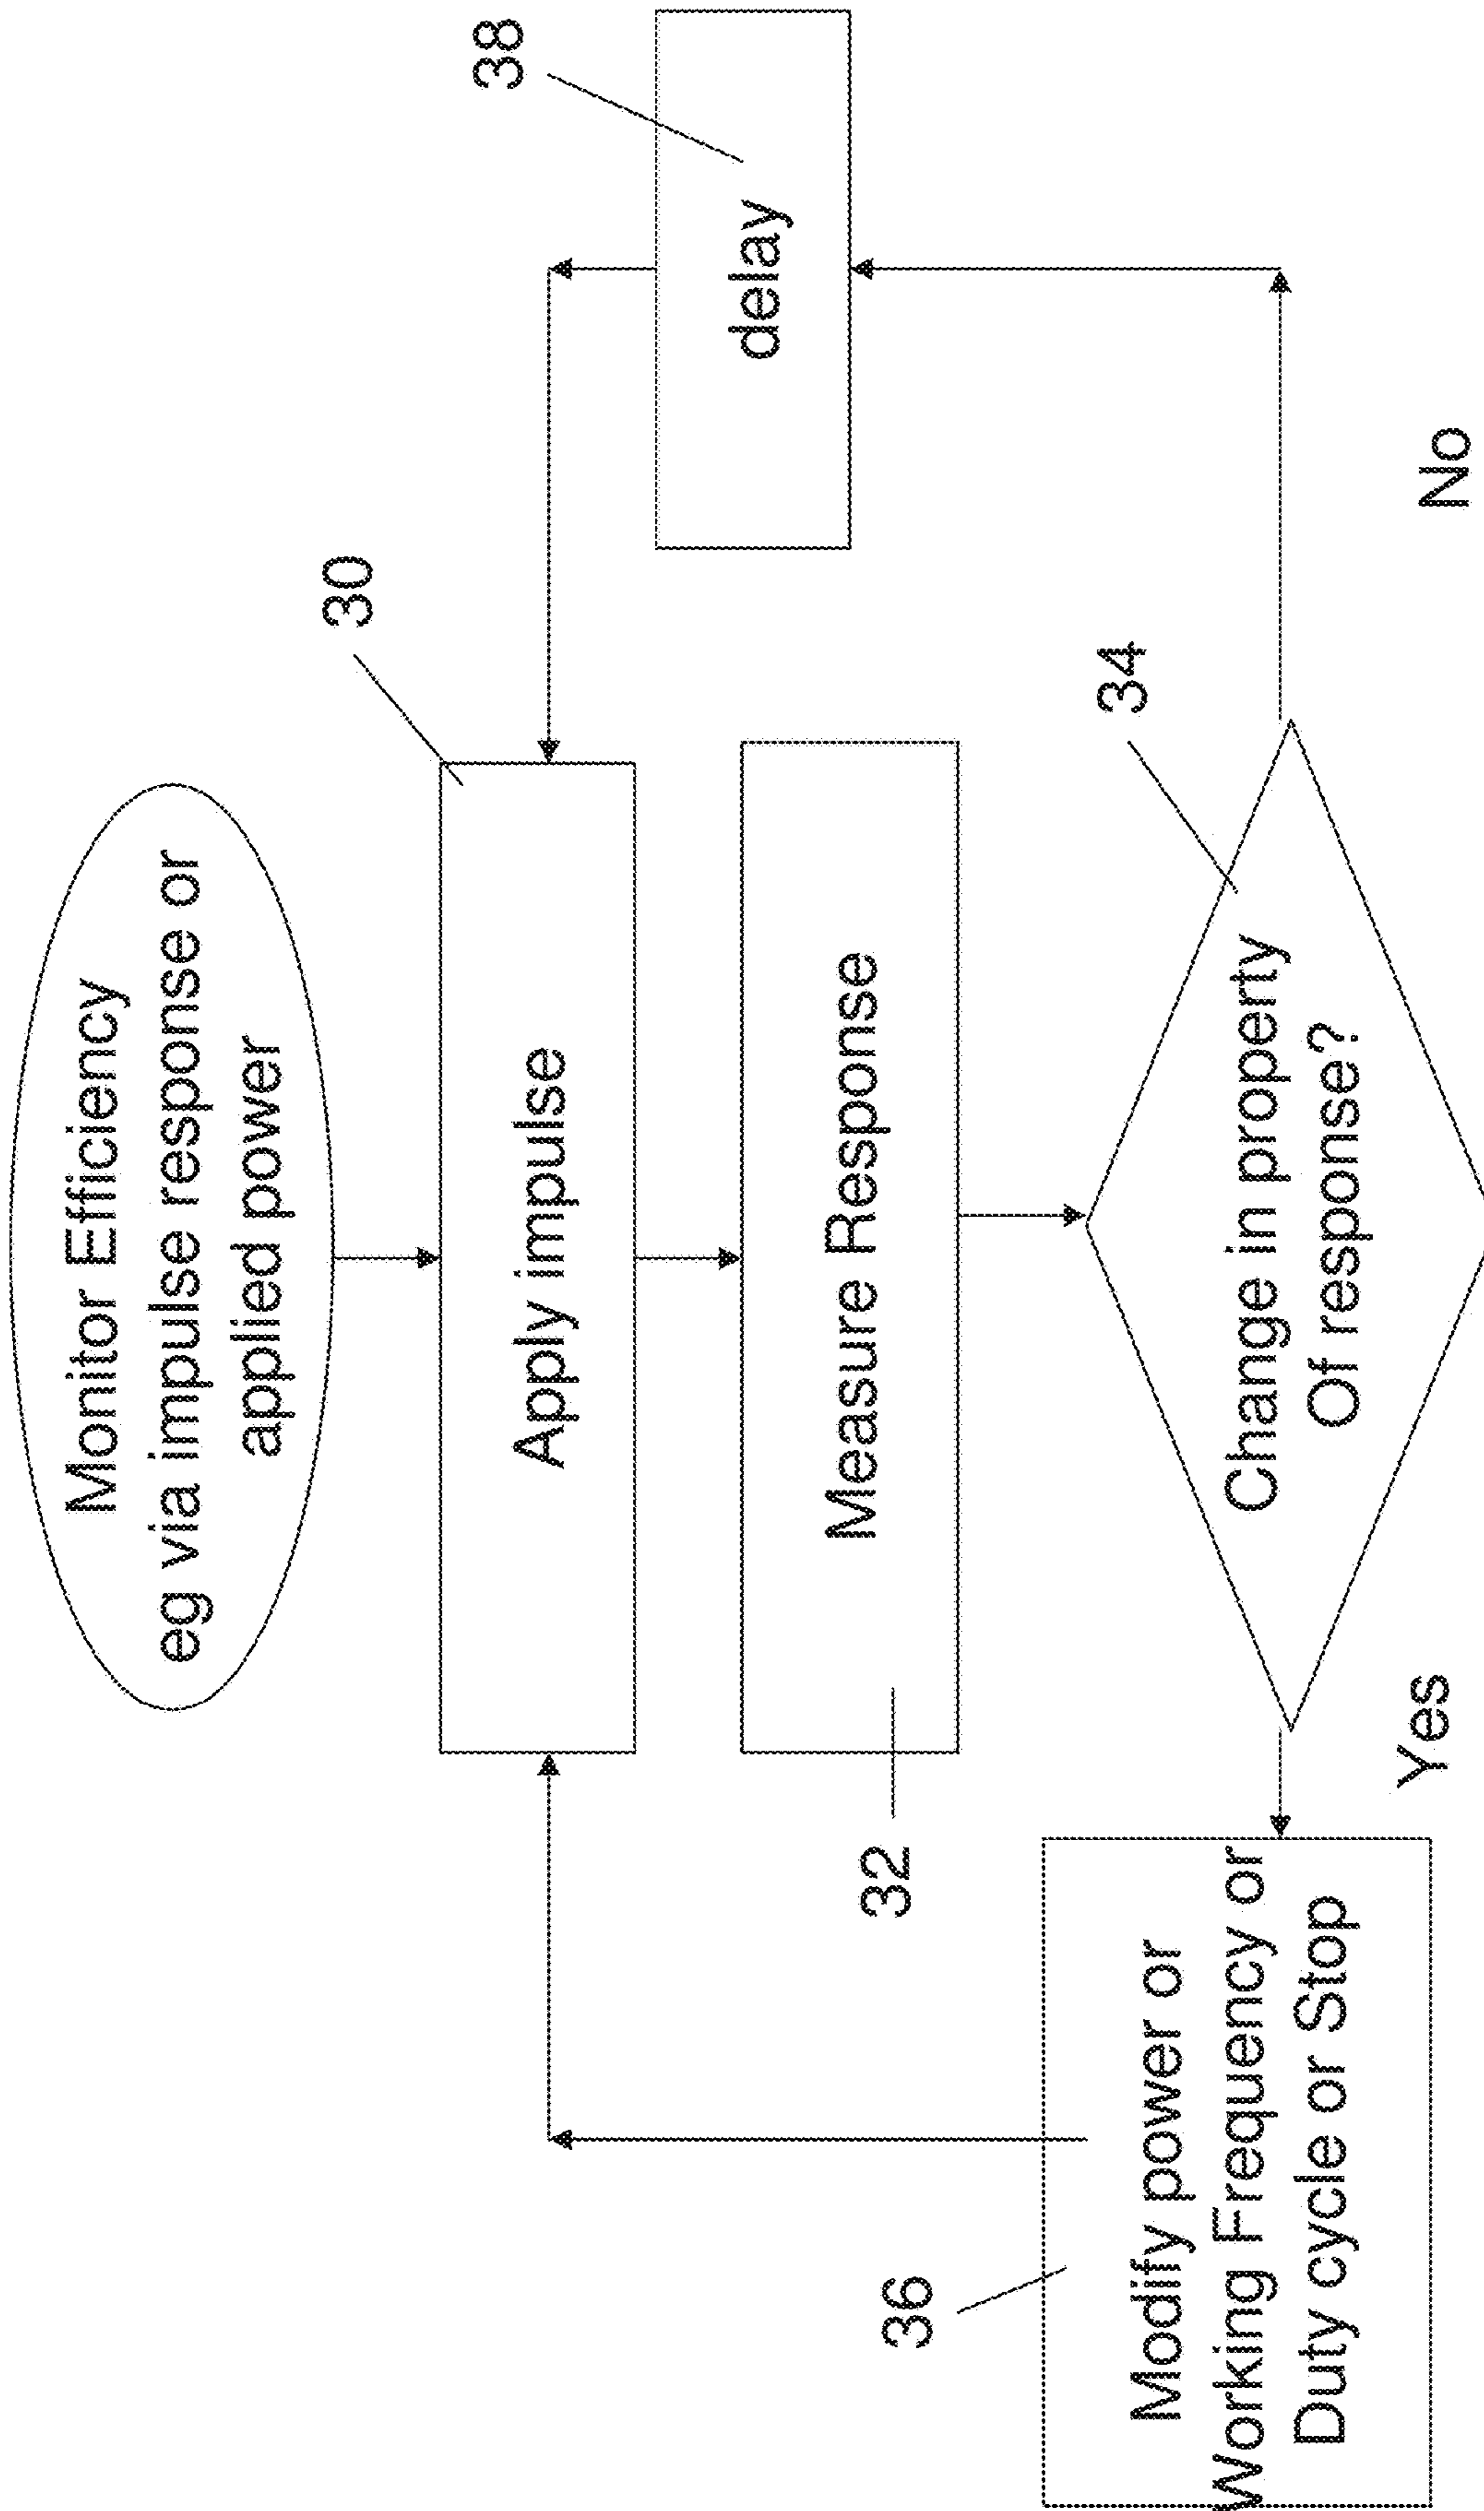 Monitor Efficiency
eg via impulse response or
applied power
30
Apply impulse
38
delay
32
Measure Response
34
Change in property
Of response?
Yes
No
36
Modify power or
Working Frequency or
Duty cycle or Stop